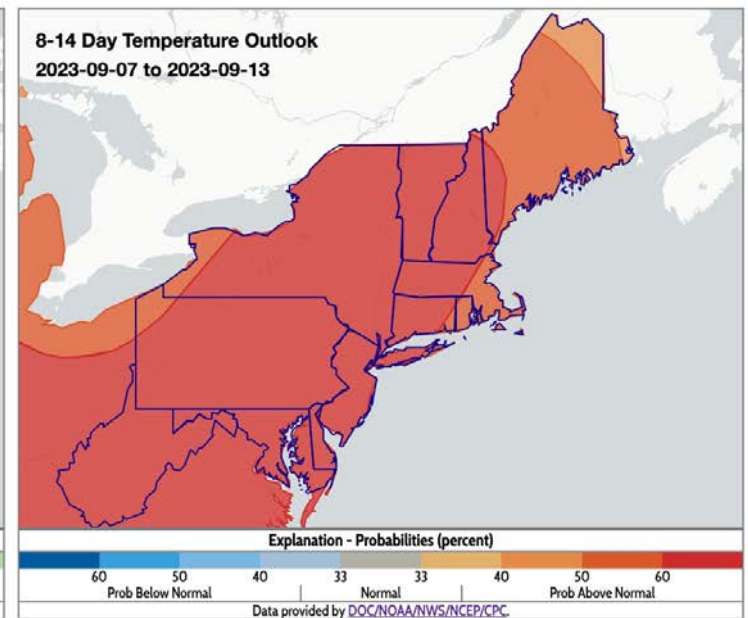 8-14 Day Temperature Outlook
2023-09-07 to 2023-09-13
Explanation - Probabilities (percent)
60 50 40 33 33 40 50 60
Prob Below Normal Normal Prob Above Normal
Data provided by DOC/NOAA/NWS/NCEP/CPC.